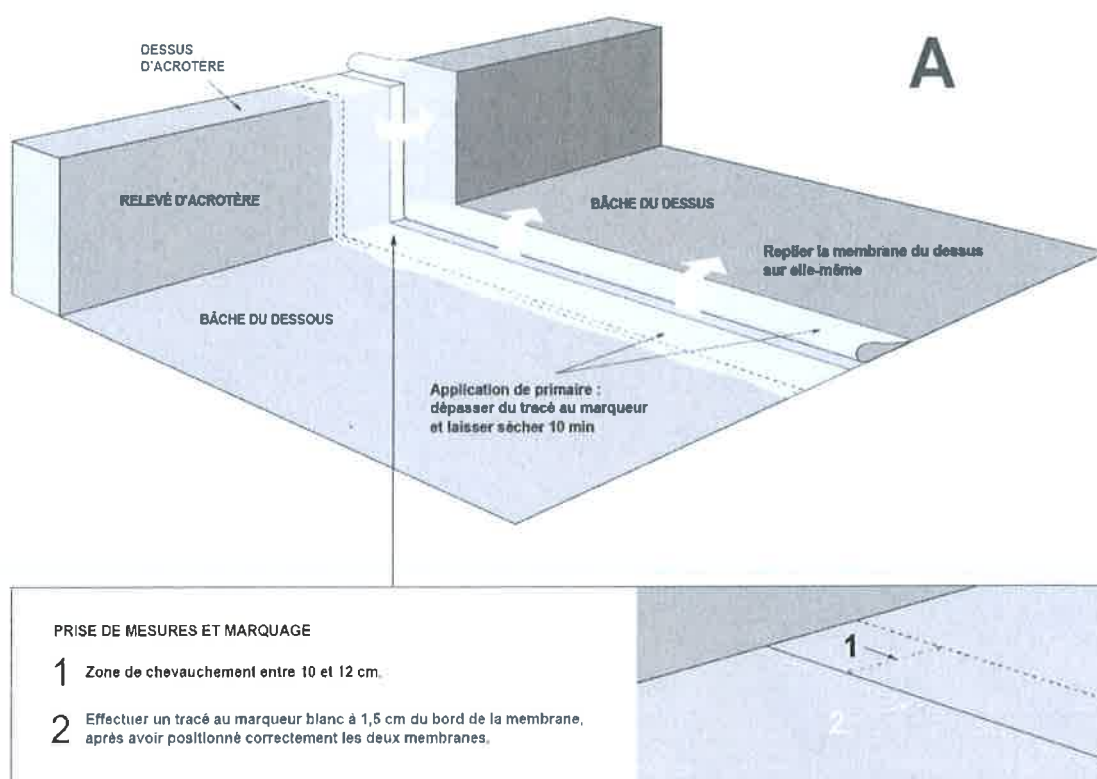 DESSUS
D'ACROTÈRE
A
RELEVÉ D'ACROTÈRE
BÂCHE DU DESSUS
Replier la membrane du dessus
sur elle-même
BÂCHE DU DESSOUS
Application de primaire :
dépasser du tracé au marqueur
et laisser sécher 10 min
PRISE DE MESURES ET MARQUAGE
1 Zone de chevauchement entre 10 et 12 cm.
2 Effectuer un tracé au marqueur blanc à 1,5 cm du bord de la membrane,
après avoir positionné correctement les deux membranes.
1
2